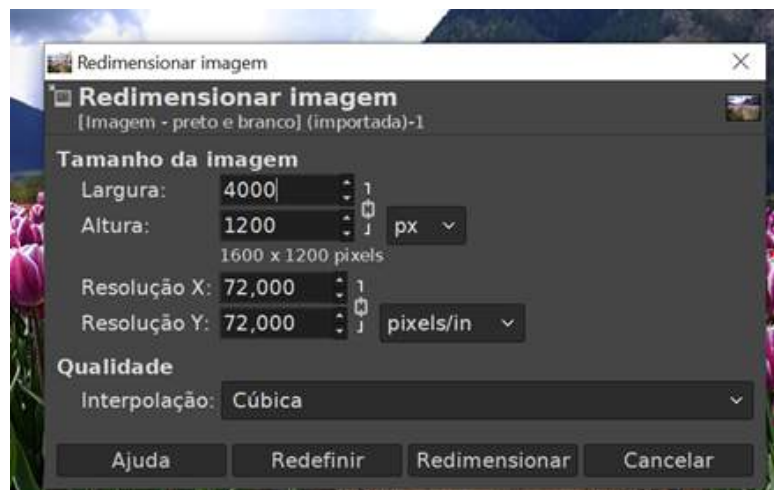 Redimensionar imagem
Redimensionar imagem
[Imagem - preto e branco] (importada)-1
Tamanho da imagem
Largura: 4000
Altura: 1200 px
1600 x 1200 pixels
Resolução X: 72,000
Resolução Y: 72,000 pixels/in
Qualidade
Interpolação: Cúbica
Ajuda Redefinir Redimensionar Cancelar